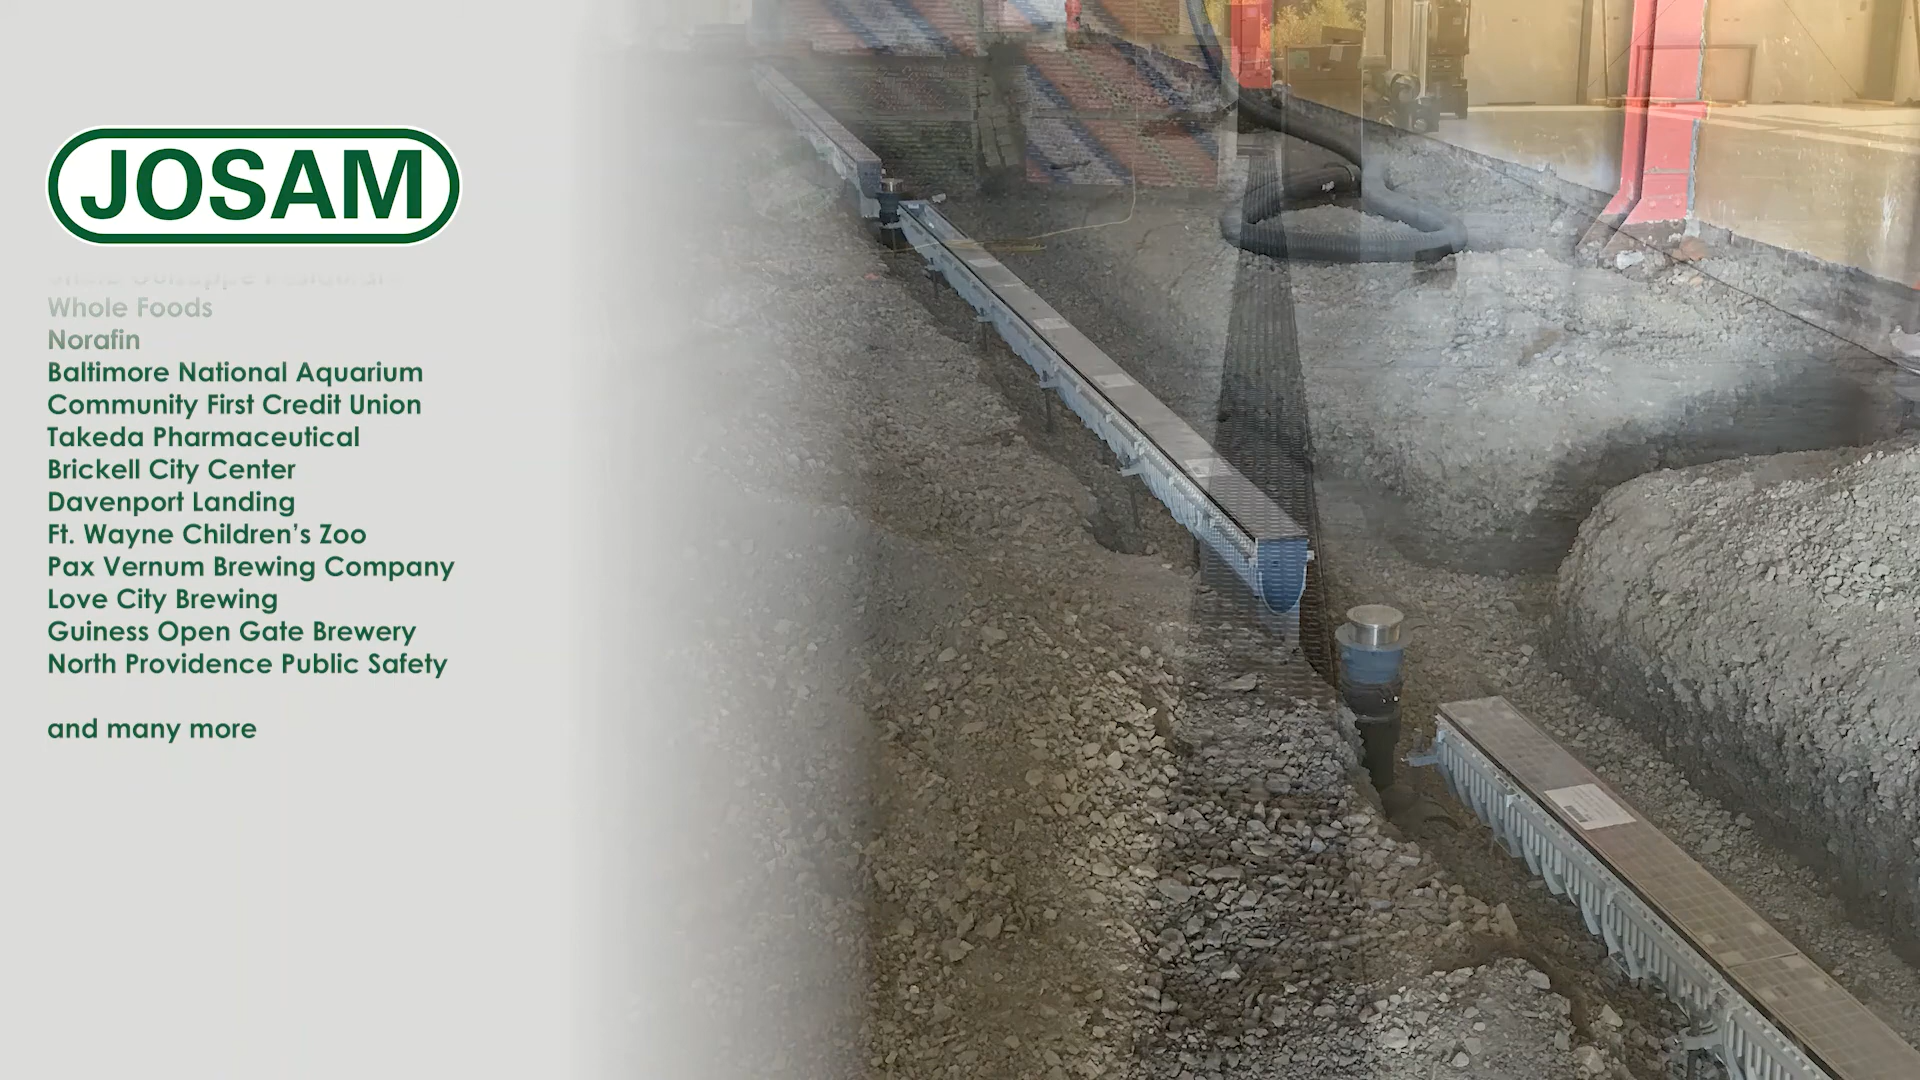 JOSAM
Whole Foods
Norafin
Baltimore National Aquarium
Community First Credit Union
Takeda Pharmaceutical
Brickell City Center
Davenport Landing
Ft. Wayne Children’s Zoo
Pax Vernum Brewing Company
Love City Brewing
Guiness Open Gate Brewery
North Providence Public Safety
and many more